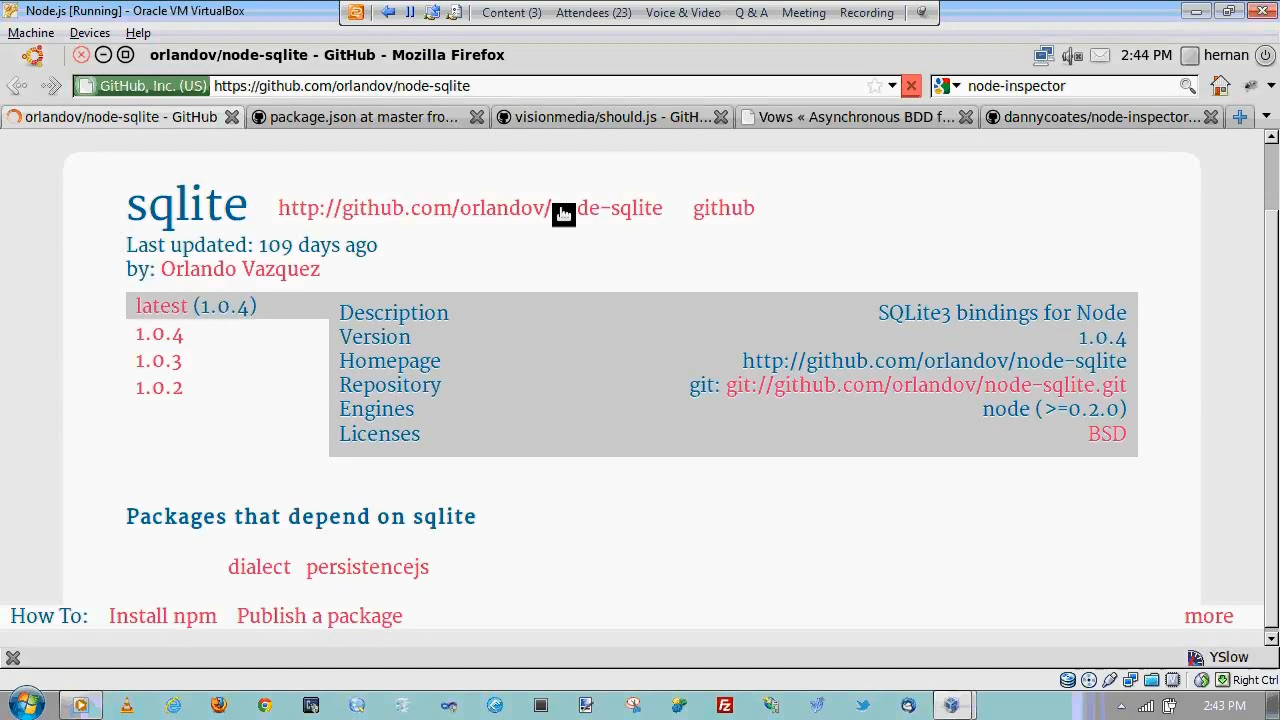 Node.js [Running] - Oracle VM VirtualBox
Content (3) Attendees (23) Voice & Video Q & A Meeting Recording
Machine Devices Help
orlandov/node-sqlite - GitHub - Mozilla Firefox
2:44 PM hernan
GitHub, Inc. (US) https://github.com/orlandov/node-sqlite node-inspector
orlandov/node-sqlite - GitHub package.json at master fro... visionmedia/should.js - GitH... Vows « Asynchronous BDD f... dannycoates/node-inspector...
sqlite http://github.com/orlandov/node-sqlite github
Last updated: 109 days ago
by: Orlando Vazquez
latest (1.0.4)
1.0.4
1.0.3
1.0.2
Description SQLite3 bindings for Node
Version 1.0.4
Homepage http://github.com/orlandov/node-sqlite
Repository git: git://github.com/orlandov/node-sqlite.git
Engines node (>=0.2.0)
Licenses BSD
Packages that depend on sqlite
dialect persistencejs
How To: Install npm Publish a package more
YSlow
Right Ctrl
2:43 PM